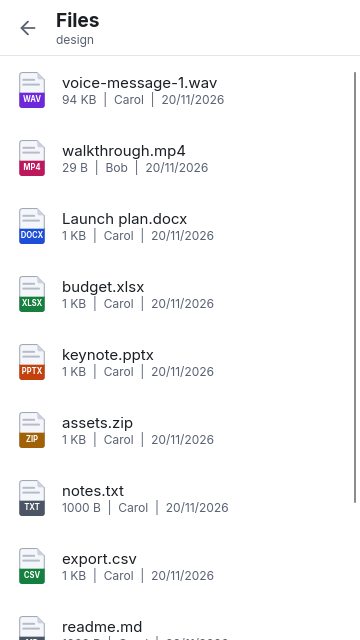 Files
design
voice-message-1.wav
WAV
94 KB | Carol | 20/11/2026
walkthrough.mp4
MP4
29 B | Bob | 20/11/2026
Launch plan.docx
DOCX
1 KB | Carol | 20/11/2026
budget.xlsx
XLSX
1 KB | Carol | 20/11/2026
keynote.pptx
PPTX
1 KB | Carol | 20/11/2026
assets.zip
ZIP
1 KB | Carol | 20/11/2026
notes.txt
TXT
1000 B | Carol | 20/11/2026
export.csv
CSV
1 KB | Carol | 20/11/2026
readme.md